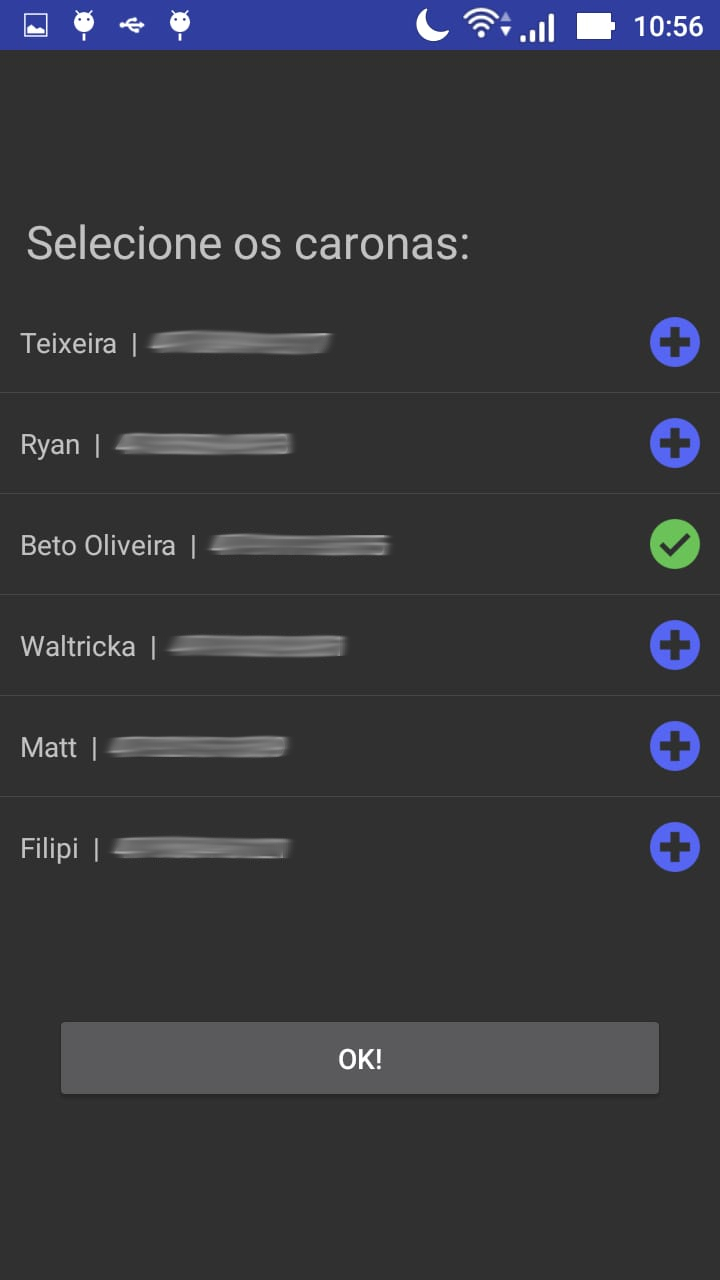 10:56
Selecione os caronas:
Teixeira |
Ryan |
Beto Oliveira |
Waltricka |
Matt |
Filipi |
OK!